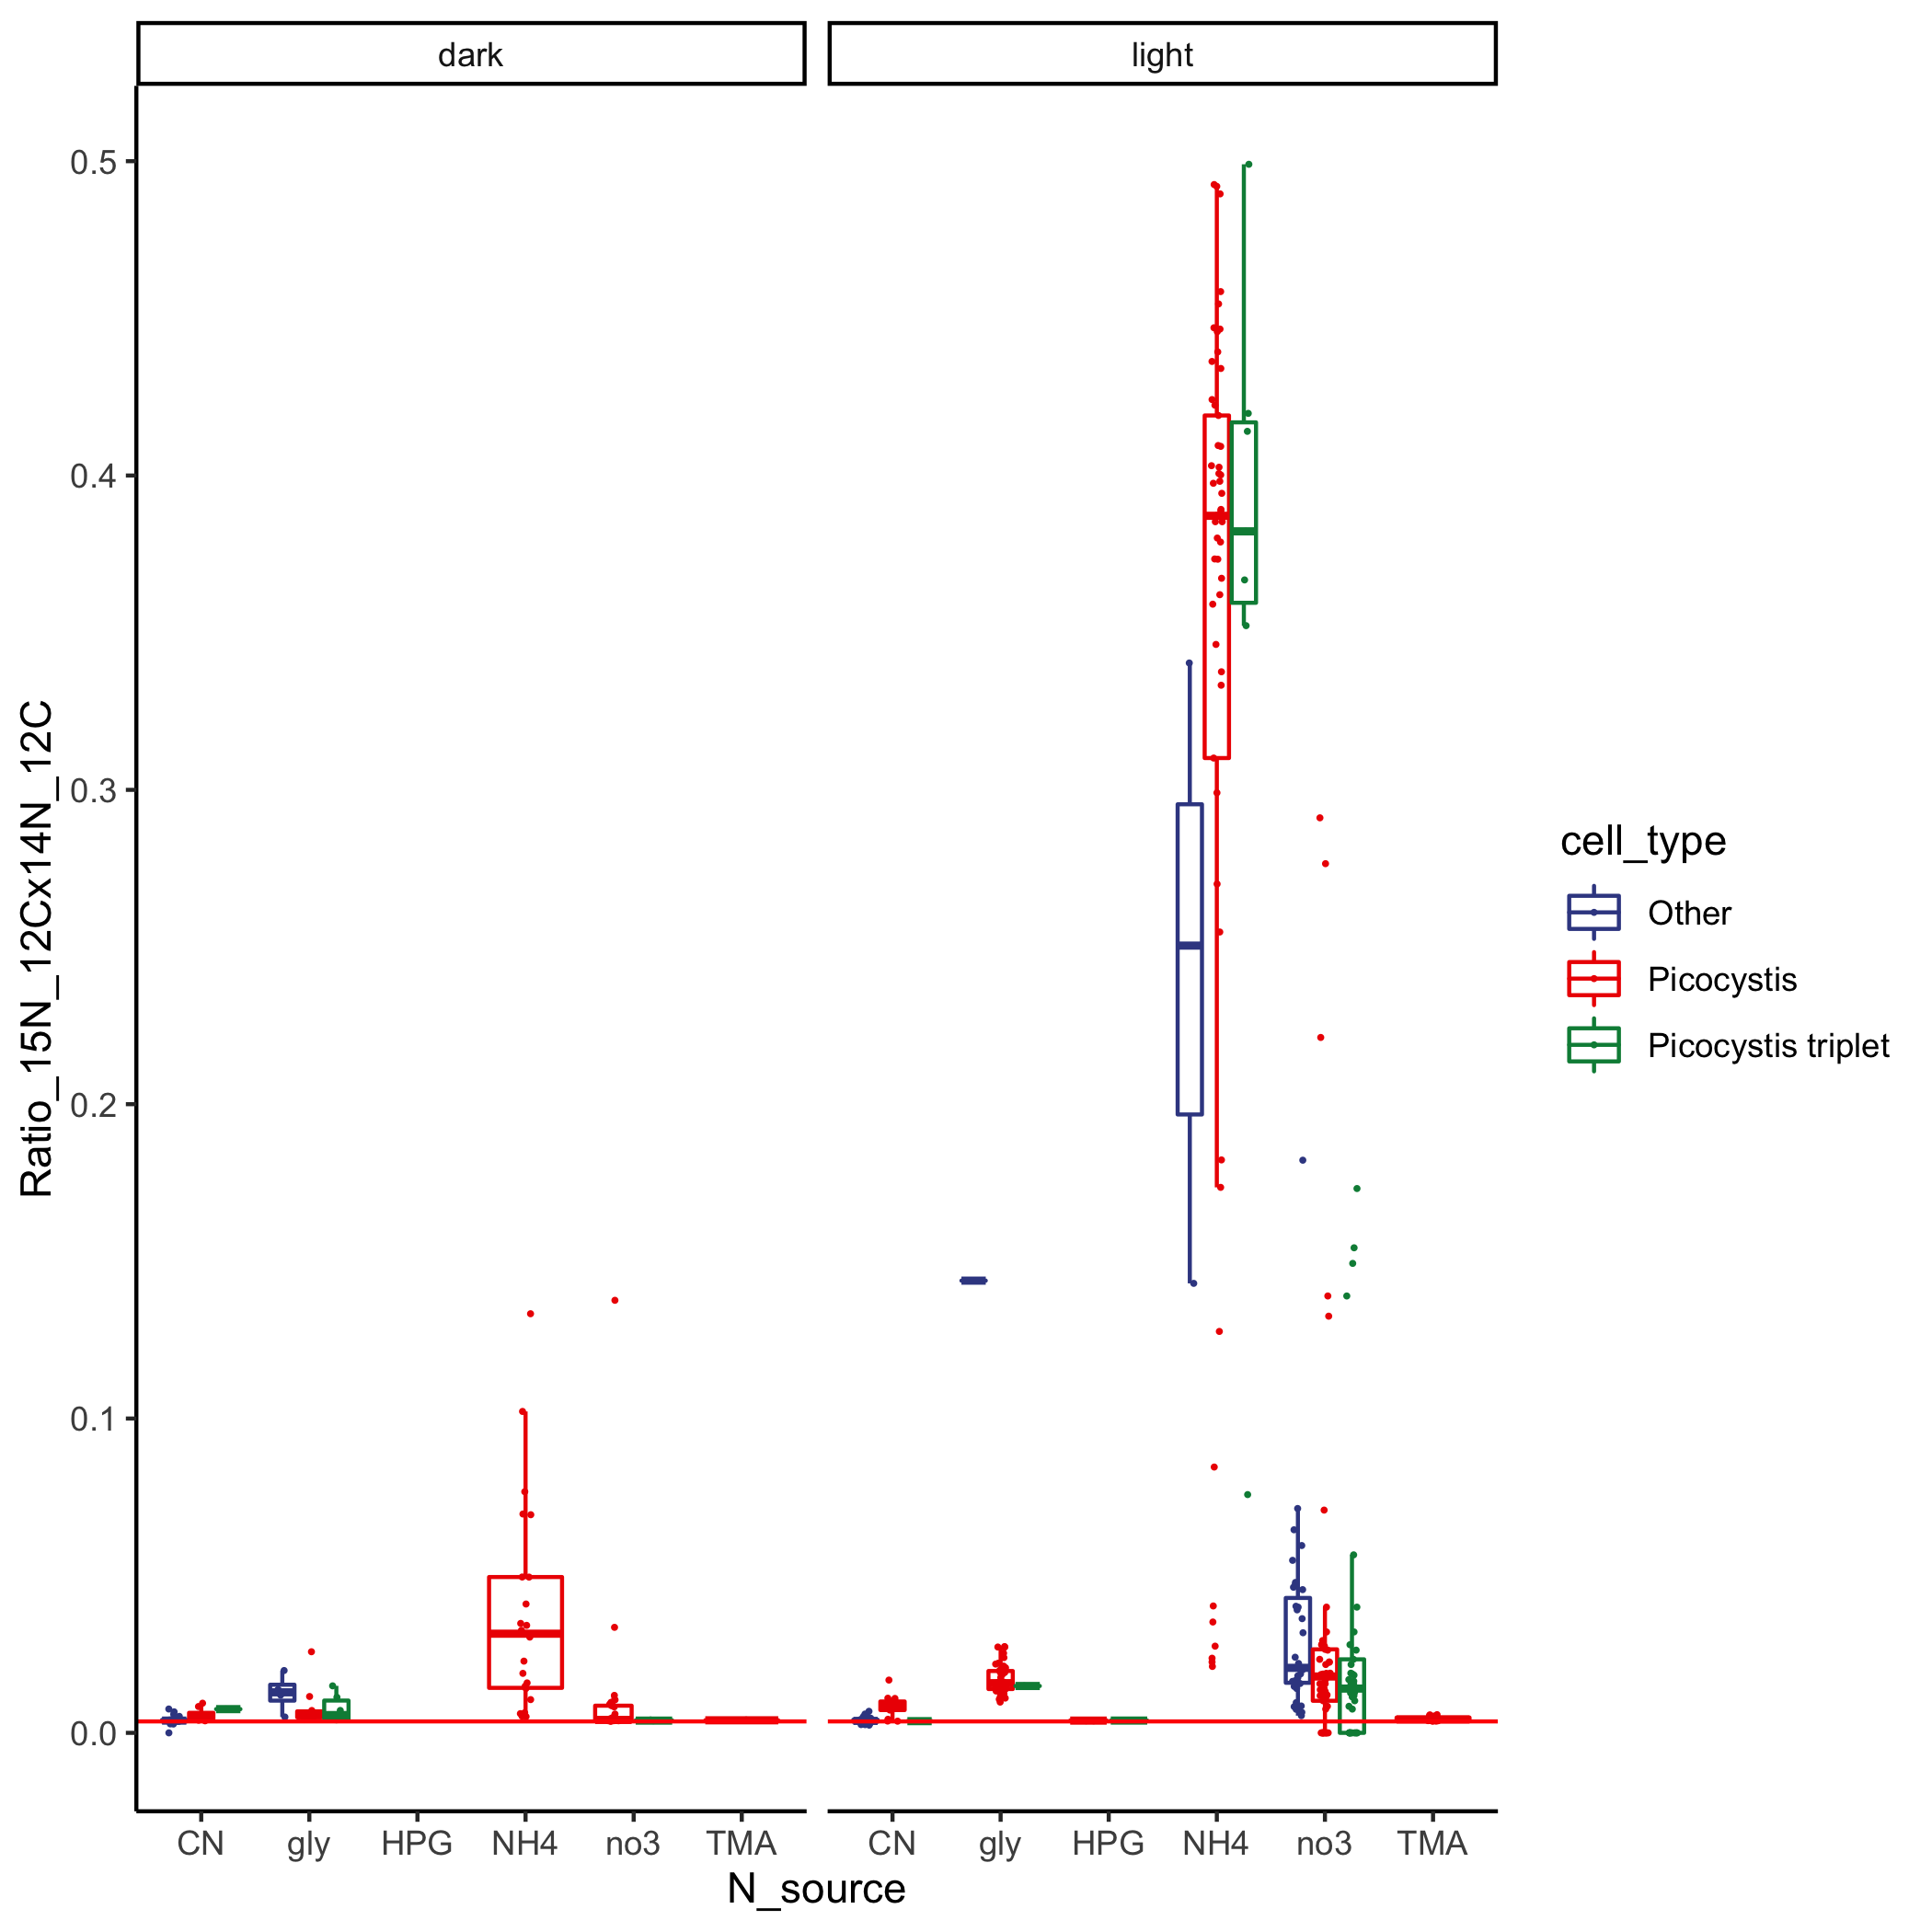 dark
light
Ratio_15N_12Cx14N_12C
0.5
0.4
0.3
0.2
0.1
0.0
CN gly HPG NH4 no3 TMA
CN gly HPG NH4 no3 TMA
N_source
cell_type
Other
Picocystis
Picocystis triplet